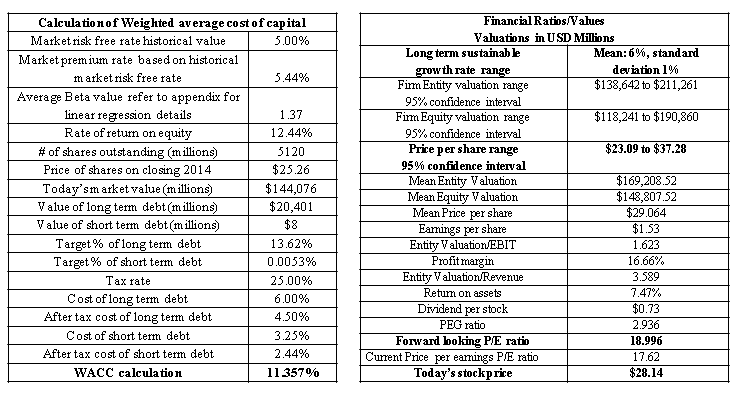 Calculation of Weighted average cost of capital
Market risk free rate historical value 5.00%
Market premium rate based on historical
market risk free rate 5.44%
Average Beta value refer to appendix for
linear regression details 1.37
Rate of return on equity 12.44%
# of shares outstanding (millions) 5120
Price of shares on closing 2014 $25.26
Today's market value (millions) $144,076
Value of long term debt (millions) $20,401
Value of short term debt (millions) $8
Target % of long term debt 13.62%
Target % of short term debt 0.0053%
Tax rate 25.00%
Cost of long term debt 6.00%
After tax cost of long term debt 4.50%
Cost of short term debt 3.25%
After tax cost of short term debt 2.44%
WACC calculation 11.357%
Financial Ratios/Values
Valuations in USD Millions
Long term sustainable Mean: 6%, standard
growth rate range deviation 1%
Firm Entity valuation range $138,642 to $211,261
95% confidence interval
Firm Equity valuation range $118,241 to $190,860
95% confidence interval
Price per share range $23.09 to $37.28
95% confidence interval
Mean Entity Valuation $169,208.52
Mean Equity Valuation $148,807.52
Mean Price per share $29.064
Earnings per share $1.53
Entity Valuation/EBIT 1.623
Profit margin 16.66%
Entity Valuation/Revenue 3.589
Return on assets 7.47%
Dividend per stock $0.73
PEG ratio 2.936
Forward looking P/E ratio 18.996
Current Price per earnings P/E ratio 17.62
Today's stock price $28.14